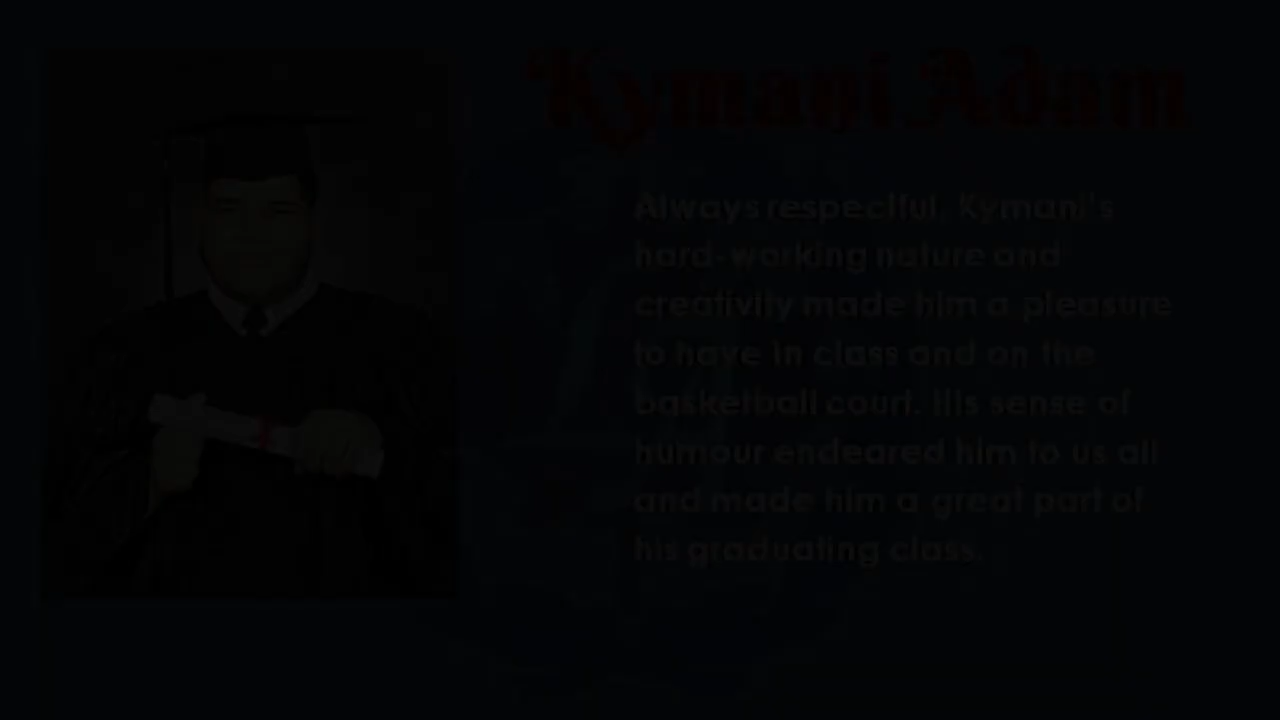 Kymani Adam
Always respectful, Kymani's
hard-working nature and
creativity made him a pleasure
to have in class and on the
basketball court. His sense of
humour endeared him to us all
and made him a great part of
his graduating class.